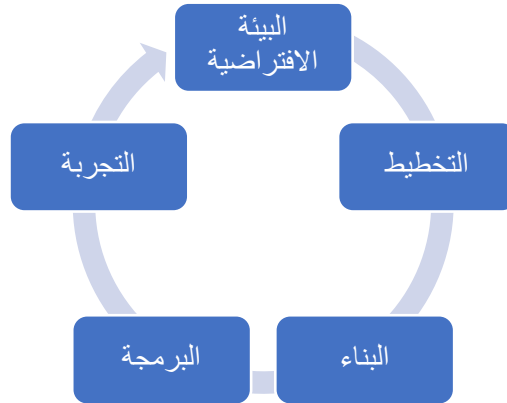 البيئة
الافتراضية
التخطيط
البناء
البرمجة
التجربة